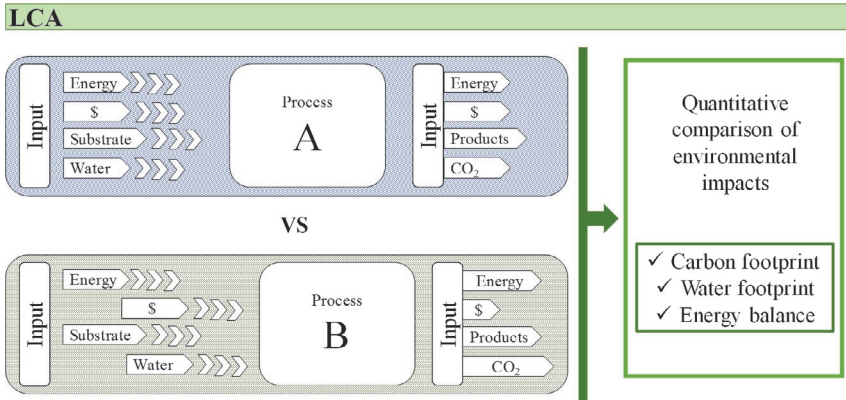 LCA
Input
Energy
$
Substrate
Water
Process
A
Input
Energy
$
Products
CO₂
VS
Input
Energy
$
Substrate
Water
Process
B
Input
Energy
$
Products
CO₂
Quantitative
comparison of
environmental
impacts
✓ Carbon footprint
✓ Water footprint
✓ Energy balance